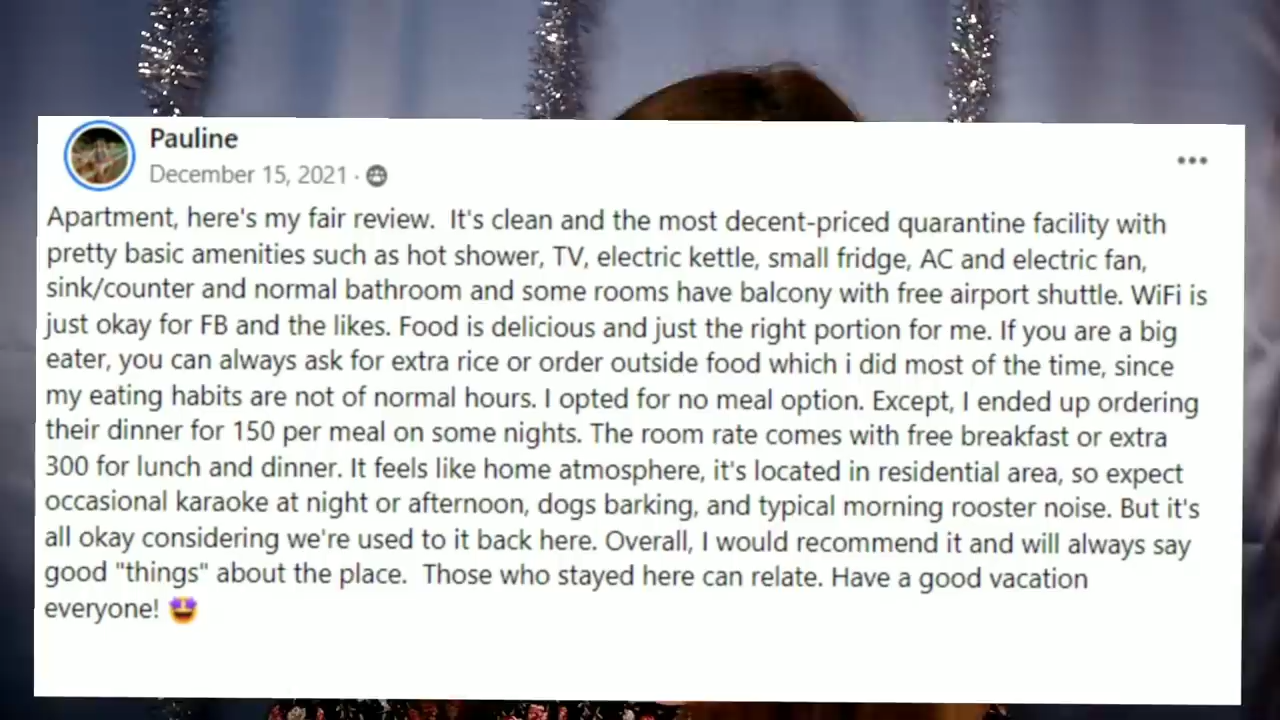 Pauline
December 15, 2021 ·
Apartment, here's my fair review.  It's clean and the most decent-priced quarantine facility with
pretty basic amenities such as hot shower, TV, electric kettle, small fridge, AC and electric fan,
sink/counter and normal bathroom and some rooms have balcony with free airport shuttle. WiFi is
just okay for FB and the likes. Food is delicious and just the right portion for me. If you are a big
eater, you can always ask for extra rice or order outside food which i did most of the time, since
my eating habits are not of normal hours. I opted for no meal option. Except, I ended up ordering
their dinner for 150 per meal on some nights. The room rate comes with free breakfast or extra
300 for lunch and dinner. It feels like home atmosphere, it's located in residential area, so expect
occasional karaoke at night or afternoon, dogs barking, and typical morning rooster noise. But it's
all okay considering we're used to it back here. Overall, I would recommend it and will always say
good "things" about the place.  Those who stayed here can relate. Have a good vacation
everyone! 🤩